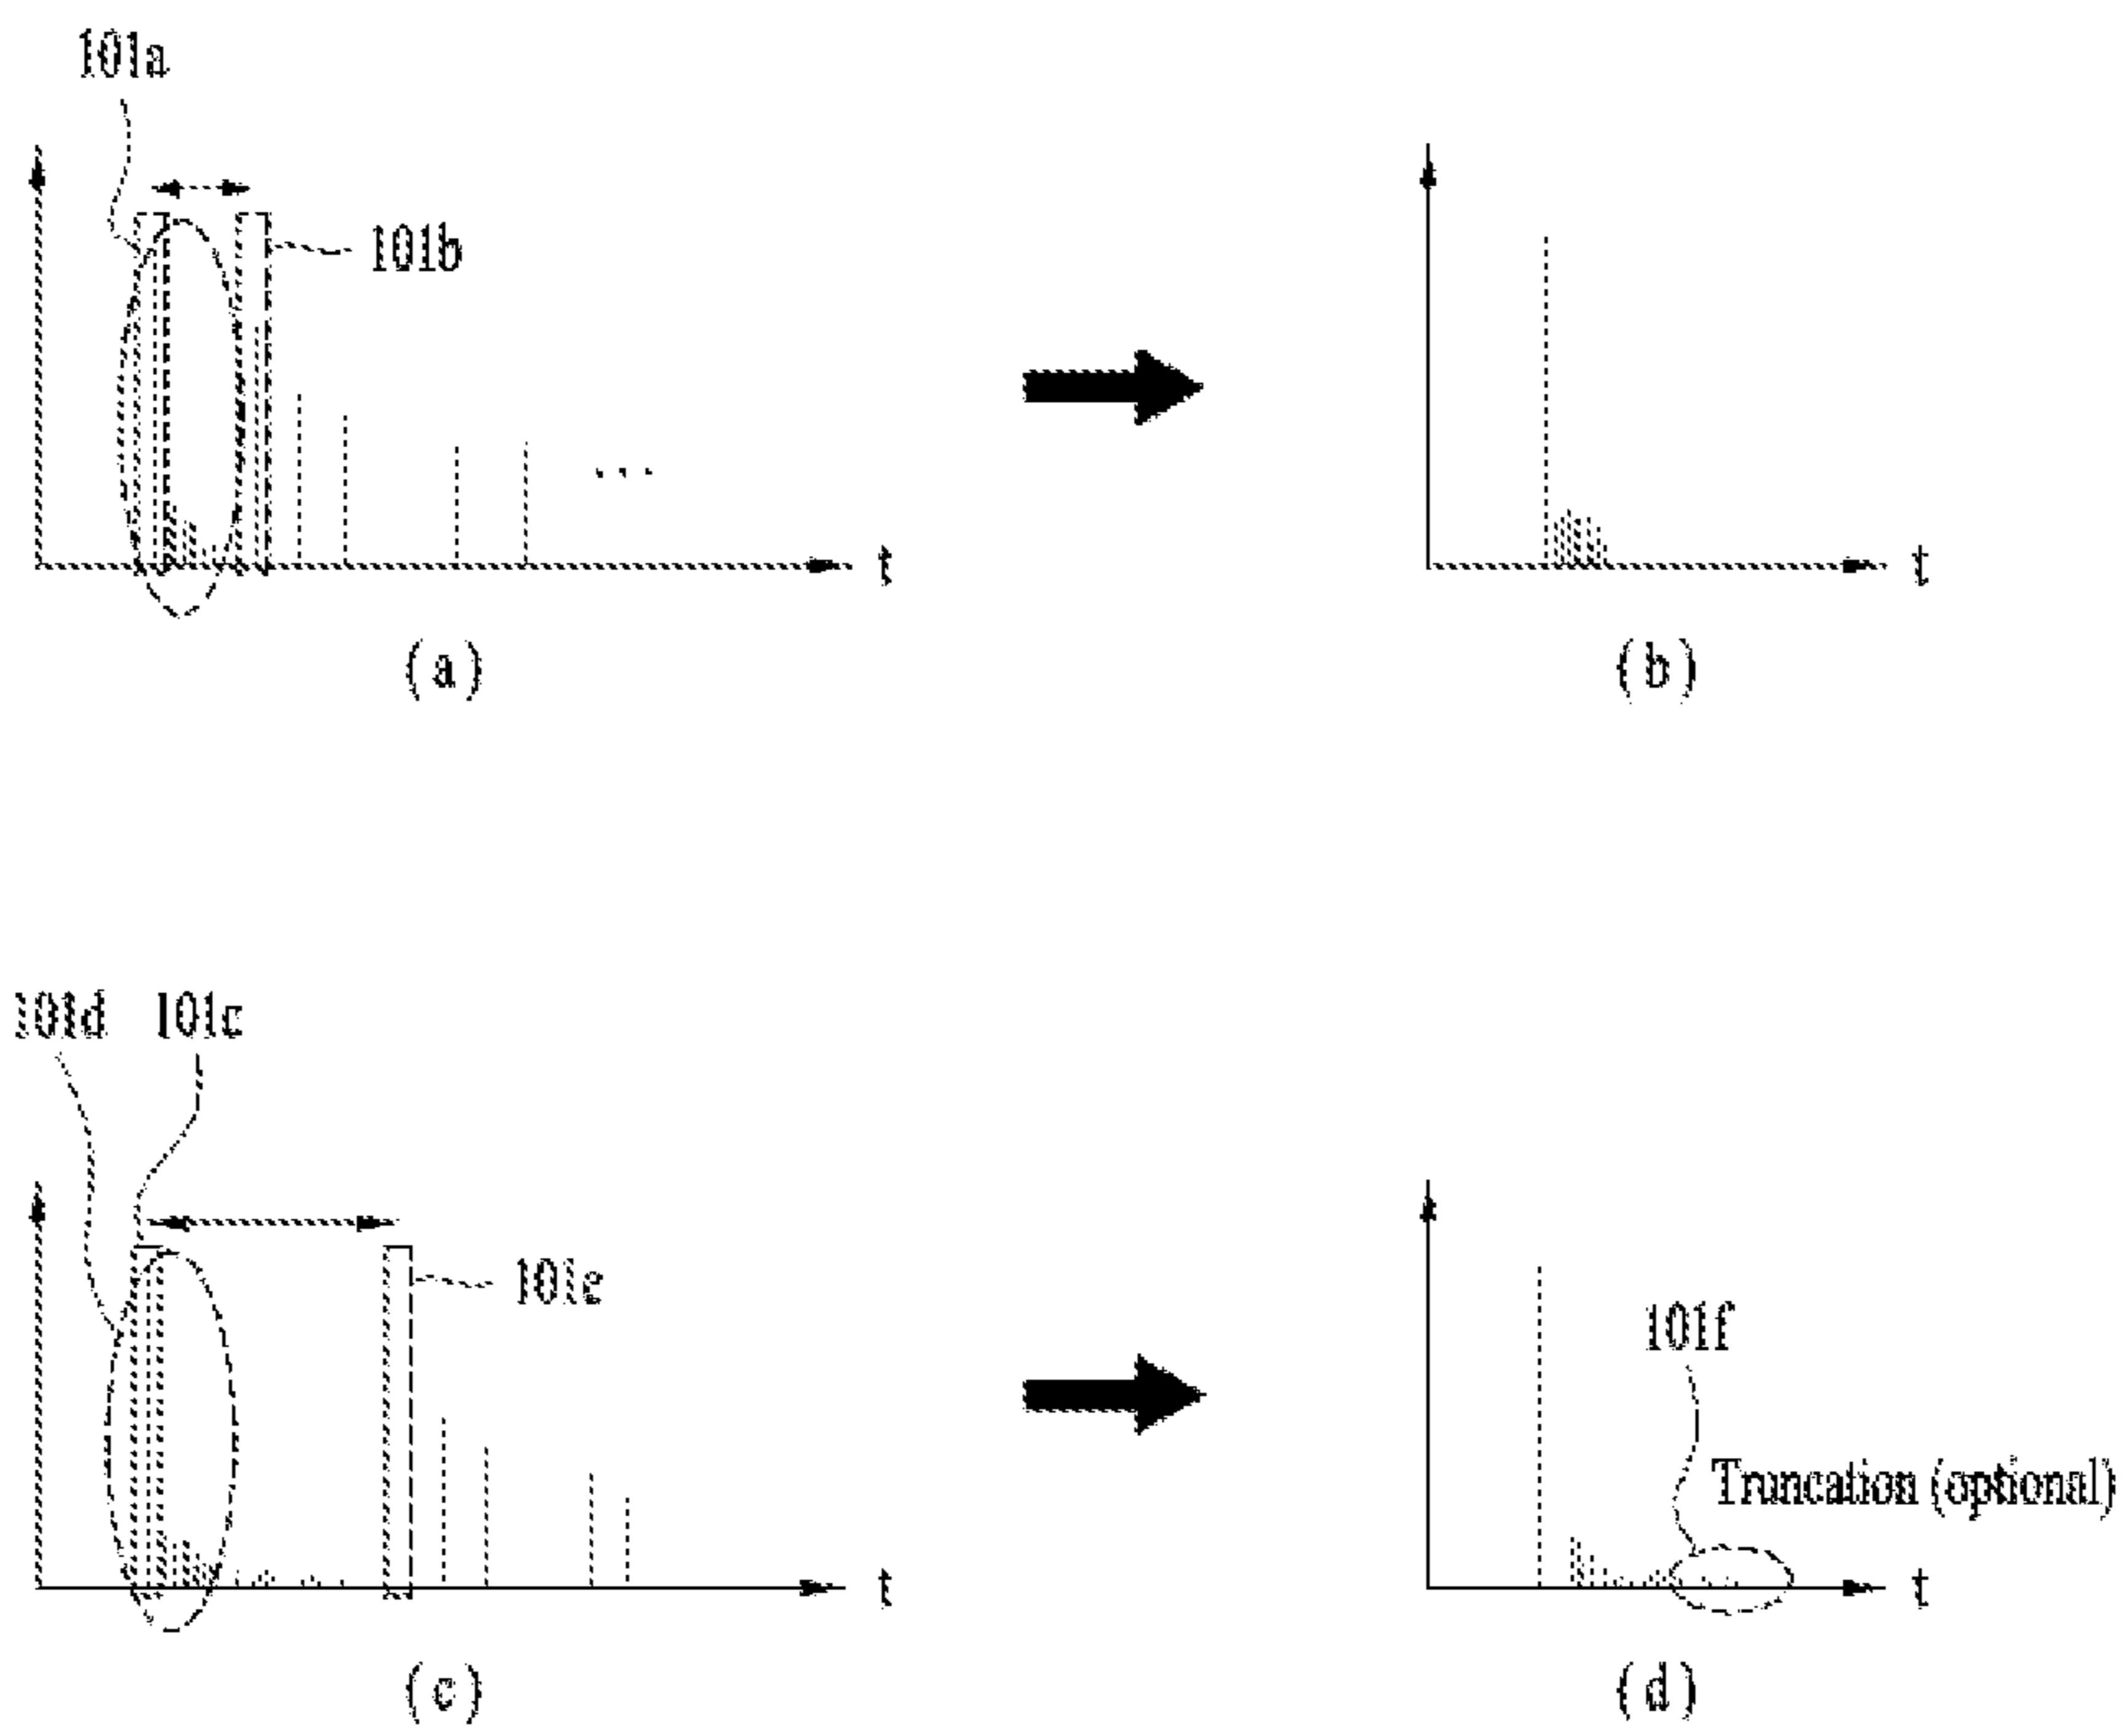 101a
101b
...
t
t
(a)
(b)
101d 101c
101e
101f
Truncation (optional)
t
t
(c)
(d)